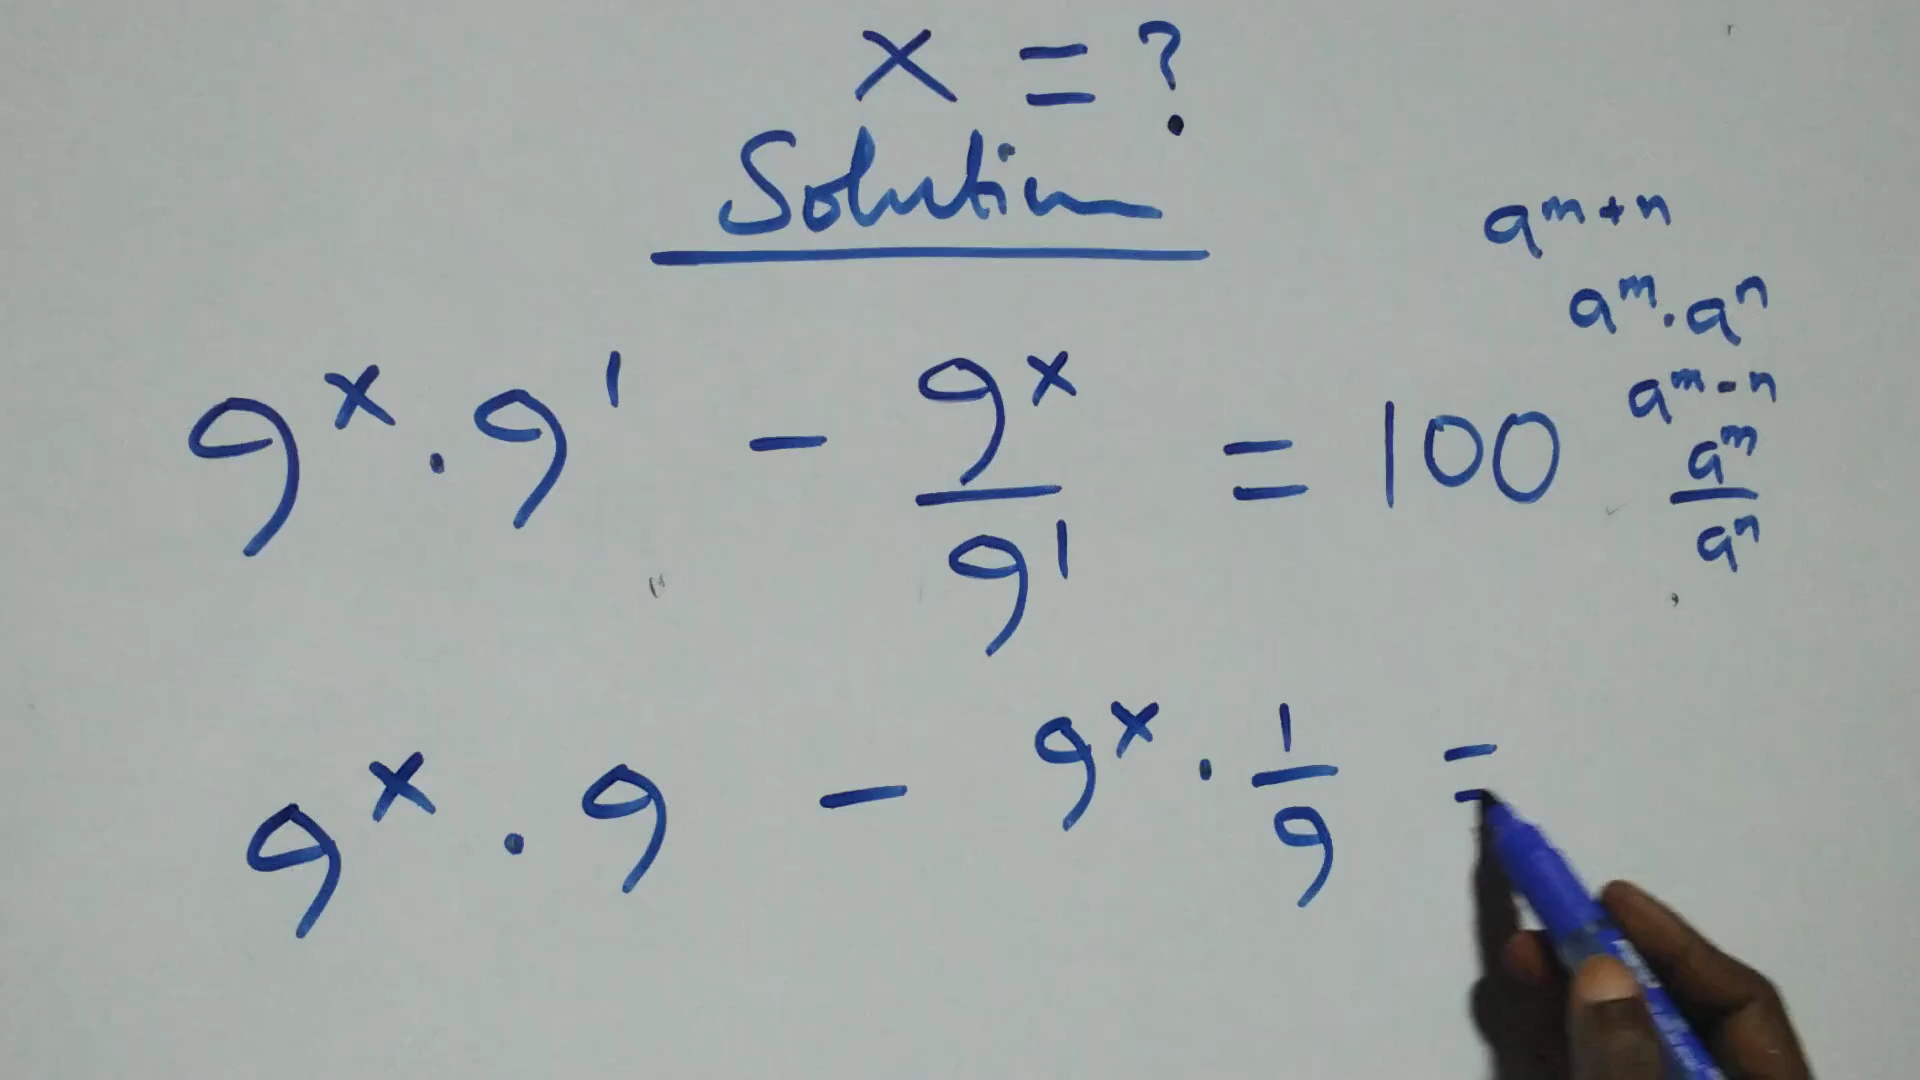 x = ?
Solution
a^m+n
a^m . a^n
a^m-n
a^m/a^n
9^x . 9^1 - 9^x/9^1 = 100
9^x . 9 - 9^x . 1/9 =